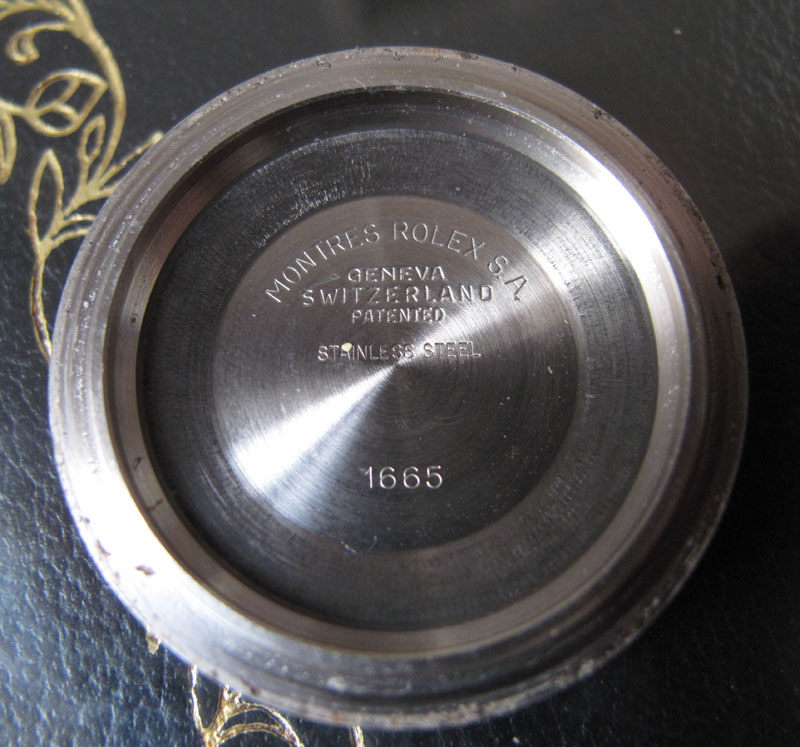 MONTRES ROLEX S.A.
GENEVA
SWITZERLAND
PATENTED
STAINLESS STEEL
1665